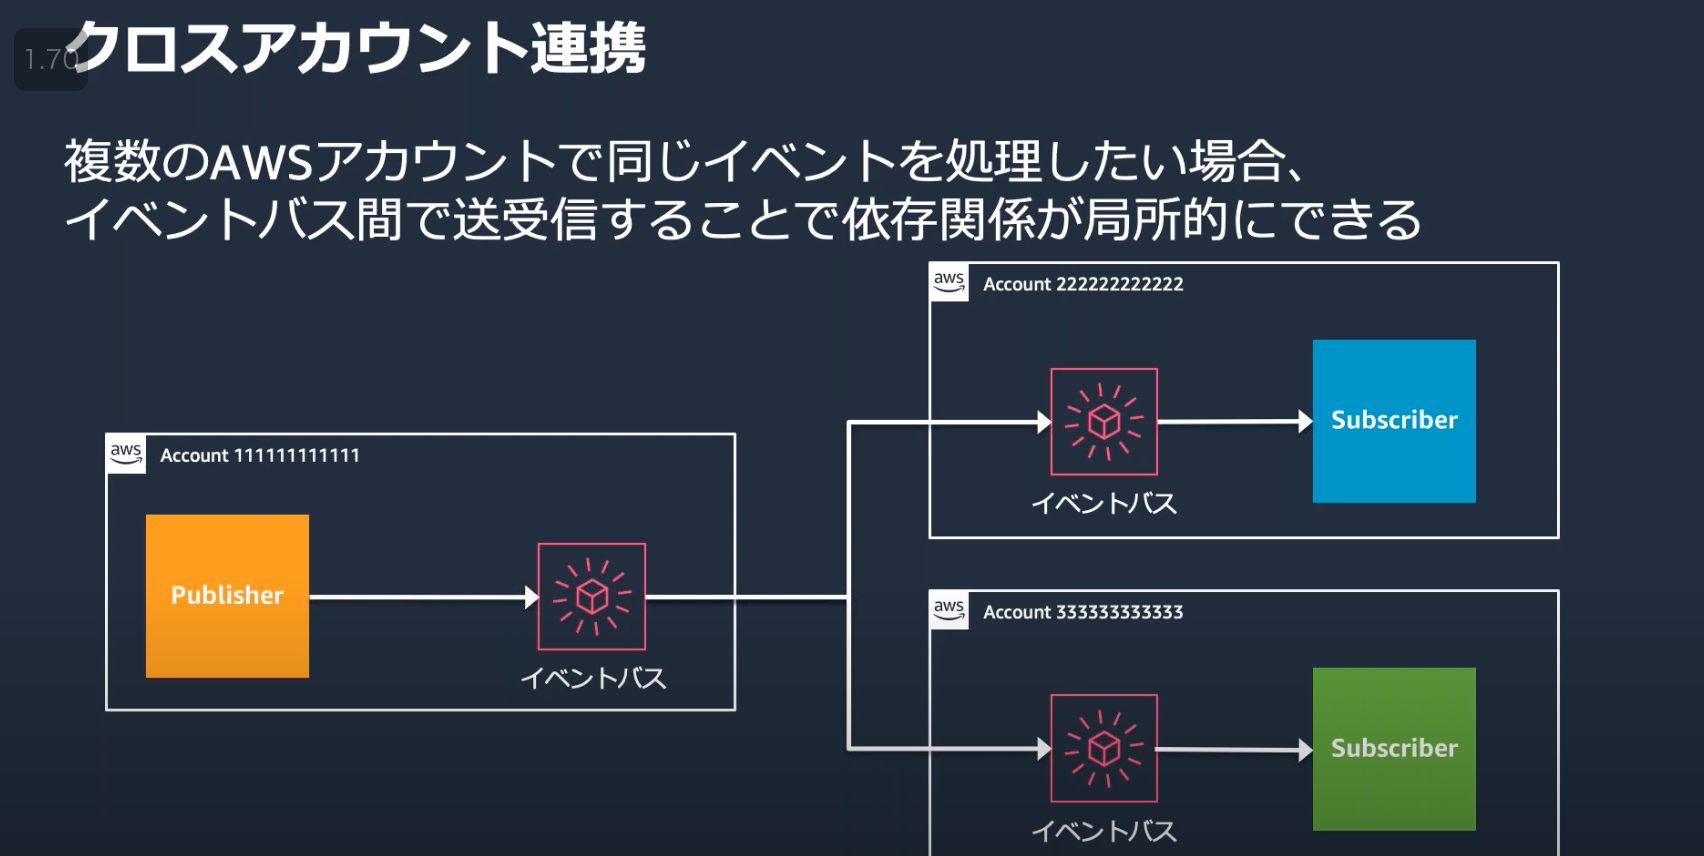 クロスアカウント連携
1.70
複数のAWSアカウントで同じイベントを処理したい場合、
イベントバス間で送受信することで依存関係が局所的にできる
aws
Account 222222222222
Subscriber
イベントバス
aws
Account 111111111111
Publisher
イベントバス
aws
Account 333333333333
Subscriber
イベントバス